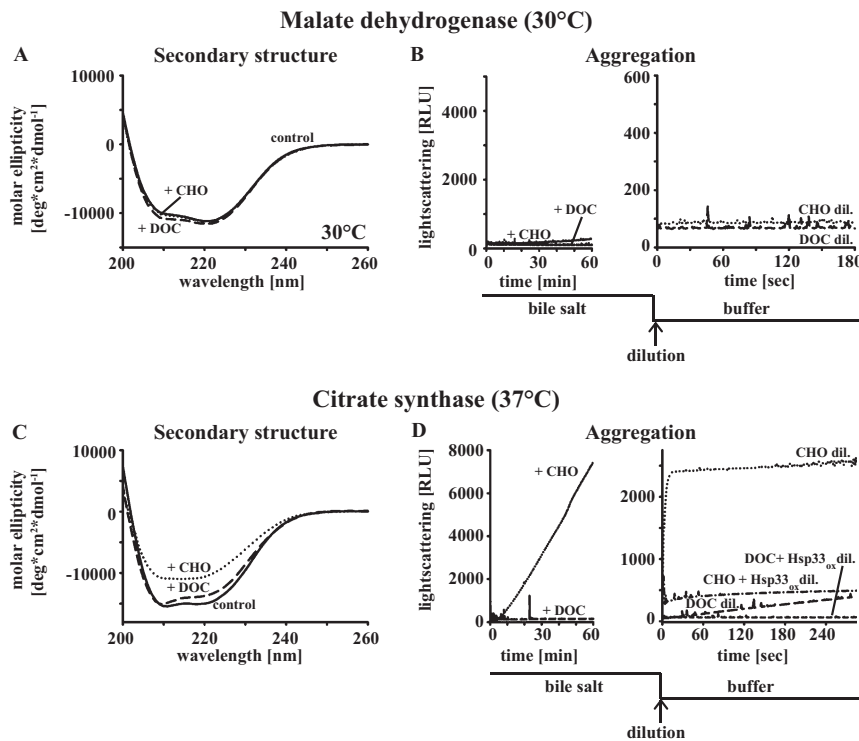 Malate dehydrogenase (30°C)
A
Secondary structure
molar ellipticity
[deg*cm²*dmol⁻¹]
10000
0
-10000
control
+ CHO
+ DOC
30°C
200 220 240 260
wavelength [nm]
B
Aggregation
lightscattering [RLU]
4000
2000
0
+ DOC
+ CHO
0 30 60
time [min]
600
400
200
0
CHO dil.
DOC dil.
0 60 120 180
time [sec]
bile salt
buffer
dilution
Citrate synthase (37°C)
C
Secondary structure
molar ellipticity
[deg*cm²*dmol⁻¹]
10000
0
-10000
+ CHO
+ DOC
control
200 220 240 260
wavelength [nm]
D
Aggregation
lightscattering [RLU]
8000
6000
4000
2000
0
+ CHO
+ DOC
0 30 60
time [min]
2500
1500
500
0
CHO dil.
DOC+ Hsp33ox dil.
CHO + Hsp33ox dil.
DOC dil.
0 60 120 180 240
time [sec]
bile salt
buffer
dilution